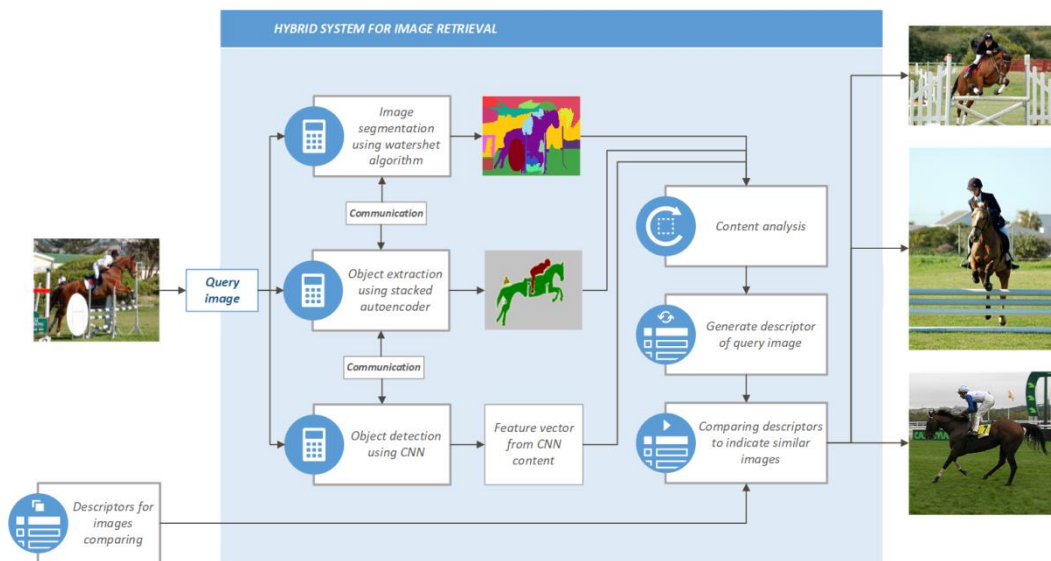 HYBRID SYSTEM FOR IMAGE RETRIEVAL
Image
segmentation
using watershet
algorithm
Communication
Query
image
Object extraction
using stacked
autoencoder
Communication
Object detection
using CNN
Feature vector
from CNN
content
Content analysis
Generate descriptor
of query image
Comparing descriptors
to indicate similar
images
Descriptors for
images
comparing